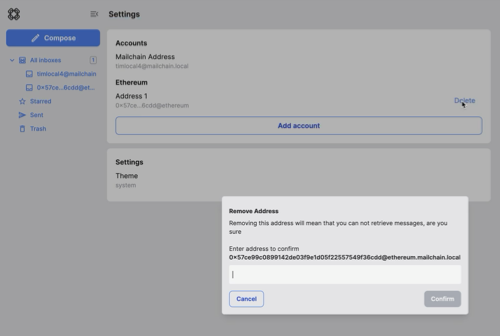 Settings
Compose
All Inboxes 1
timlocal4@mailchain
0×57ce...6cdd@et...
Starred
Sent
Trash
Accounts
Mailchain Address
timlocal4@mailchain.local
Ethereum
Address 1
0×57ce...6cdd@ethereum
Delete
Add account
Settings
Theme
system
Remove Address
Removing this address will mean that you can not retrieve messages, are you
sure
Enter address to confirm
0×57ce99c0899142de03f9e1d05f22557549f36cdd@ethereum.mailchain.local
Cancel
Confirm